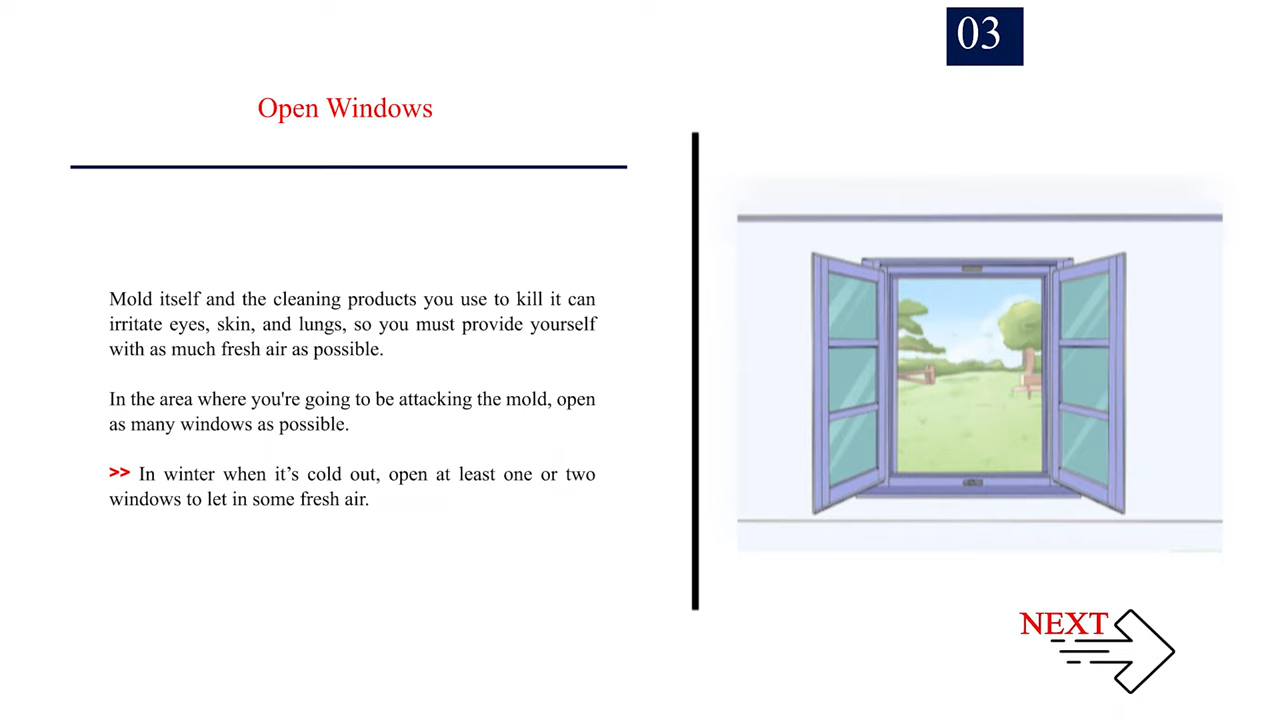 03
Open Windows
Mold itself and the cleaning products you use to kill it can
irritate eyes, skin, and lungs, so you must provide yourself
with as much fresh air as possible.
In the area where you're going to be attacking the mold, open
as many windows as possible.
>> In winter when it’s cold out, open at least one or two
windows to let in some fresh air.
NEXT